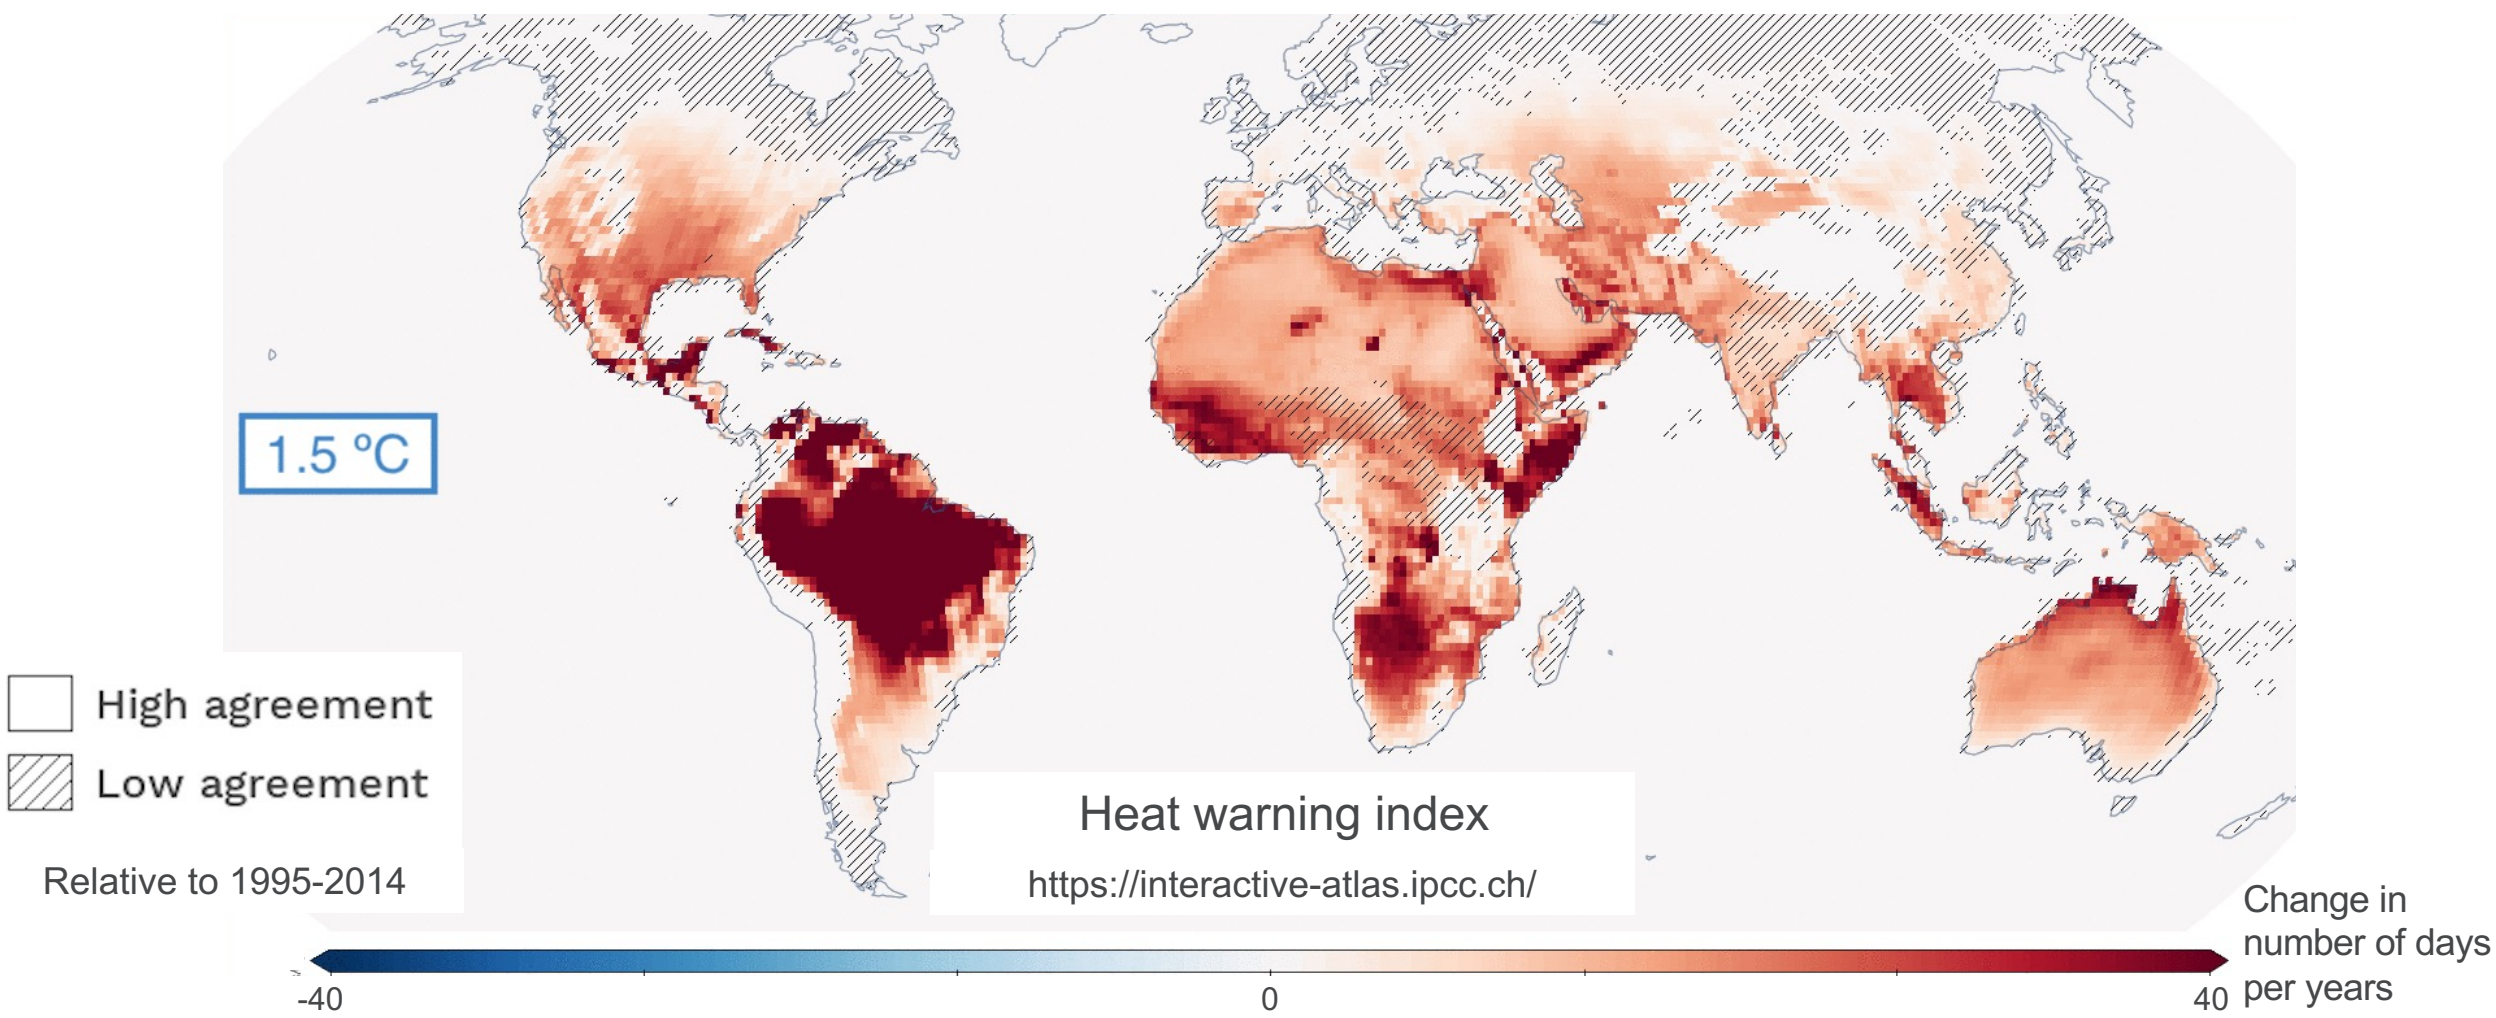 1.5 ºC
High agreement
Low agreement
Relative to 1995-2014
Heat warning index
https://interactive-atlas.ipcc.ch/
Change in
number of days
per years
-40
0
40